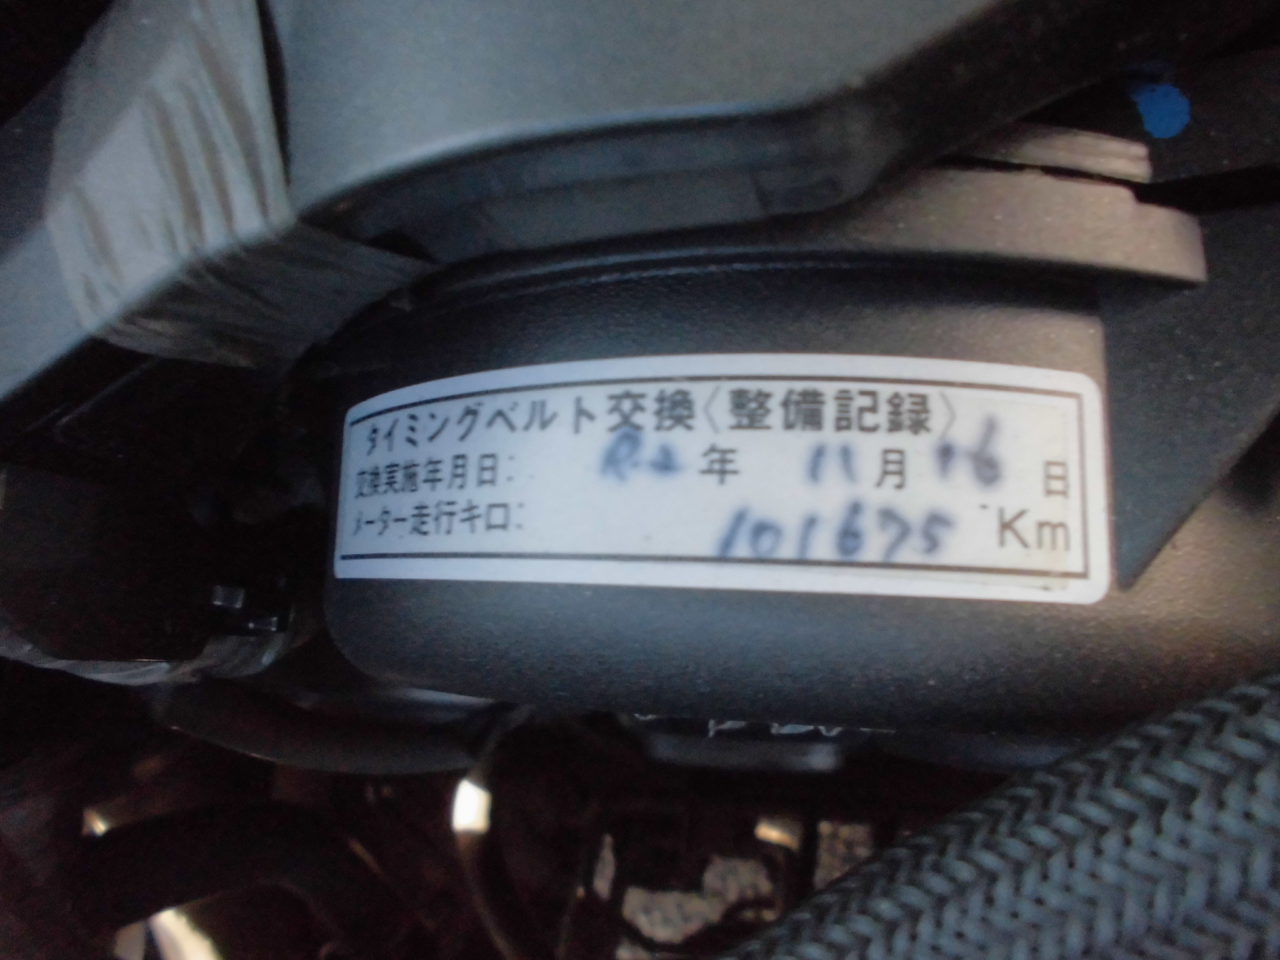 タイミングベルト交換〈整備記録〉
交換実施年月日: R.2 年 11 月 16 日
メーター走行キロ: 101675 Km